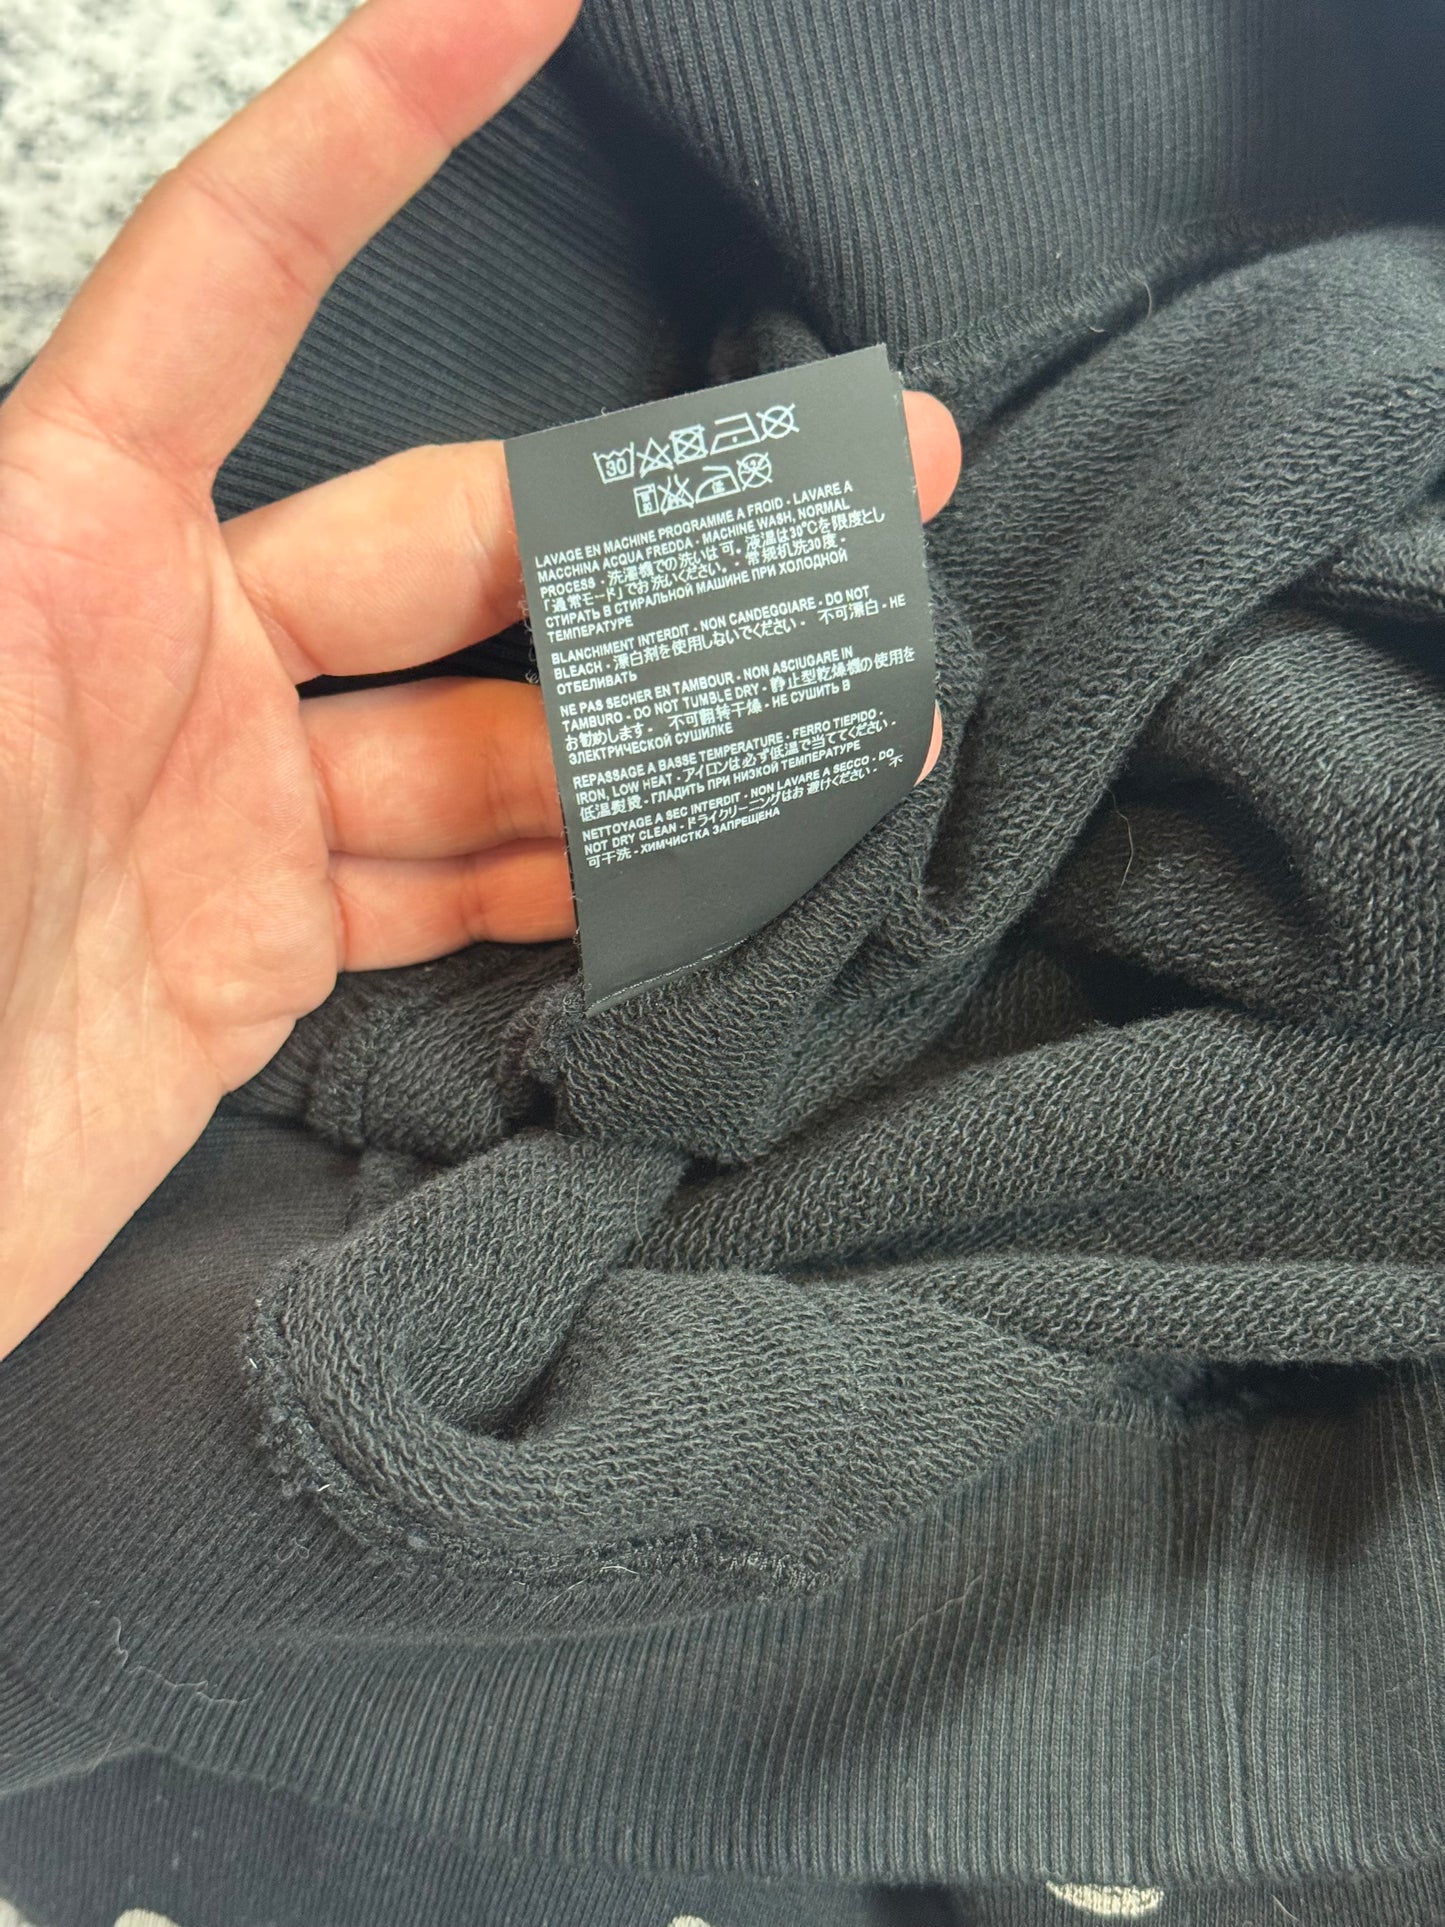 30
LAVAGE EN MACHINE PROGRAMME A FROID - LAVARE A
MACCHINA ACQUA FREDDA - MACHINE WASH, NORMAL
PROCESS - 洗濯機での洗いは可。液温は30℃を限度とし
「通常モード」でお洗いください。- 常规机洗30度 -
СТИРАТЬ В СТИРАЛЬНОЙ МАШИНЕ ПРИ ХОЛОДНОЙ
ТЕМПЕРАТУРЕ
BLANCHIMENT INTERDIT - NON CANDEGGIARE - DO NOT
BLEACH - 漂白剤を使用しないでください - 不可漂白 - НЕ
ОТБЕЛИВАТЬ
NE PAS SECHER EN TAMBOUR - NON ASCIUGARE IN
TAMBURO - DO NOT TUMBLE DRY - 静止型乾燥機の使用を
お勧めします - 不可翻转干燥 - НЕ СУШИТЬ В
ЭЛЕКТРИЧЕСКОЙ СУШИЛКЕ
REPASSAGE A BASSE TEMPERATURE - FERRO TIEPIDO -
IRON, LOW HEAT - アイロンは必ず低温で当ててください -
低温熨烫 - ГЛАДИТЬ ПРИ НИЗКОЙ ТЕМПЕРАТУРЕ
NETTOYAGE A SEC INTERDIT - NON LAVARE A SECCO - DO
NOT DRY CLEAN - ドライクリーニングはお避けください - 不
可干洗 - ХИМЧИСТКА ЗАПРЕЩЕНА